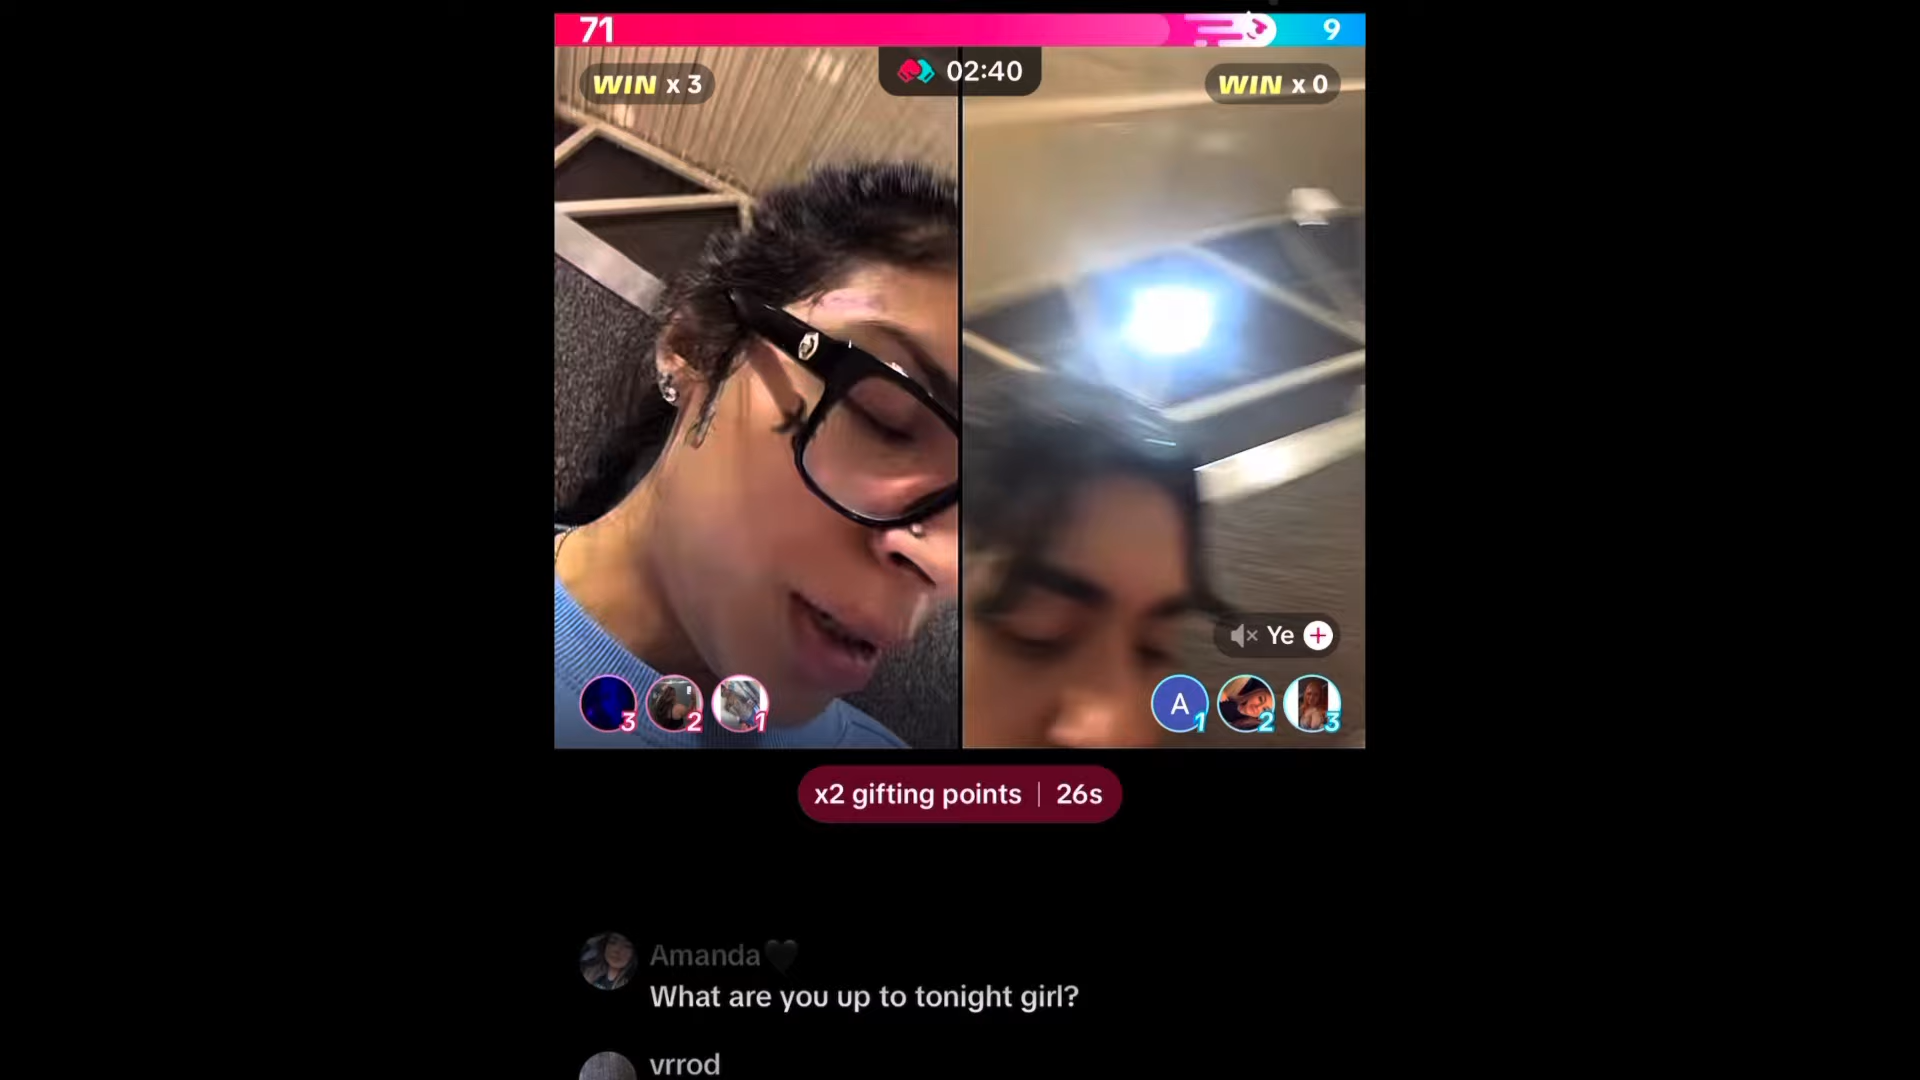 71
9
WIN x 3
02:40
WIN x 0
Ye
3
2
1
A
1
2
3
x2 gifting points | 26s
Amanda🖤
What are you up to tonight girl?
vrrod